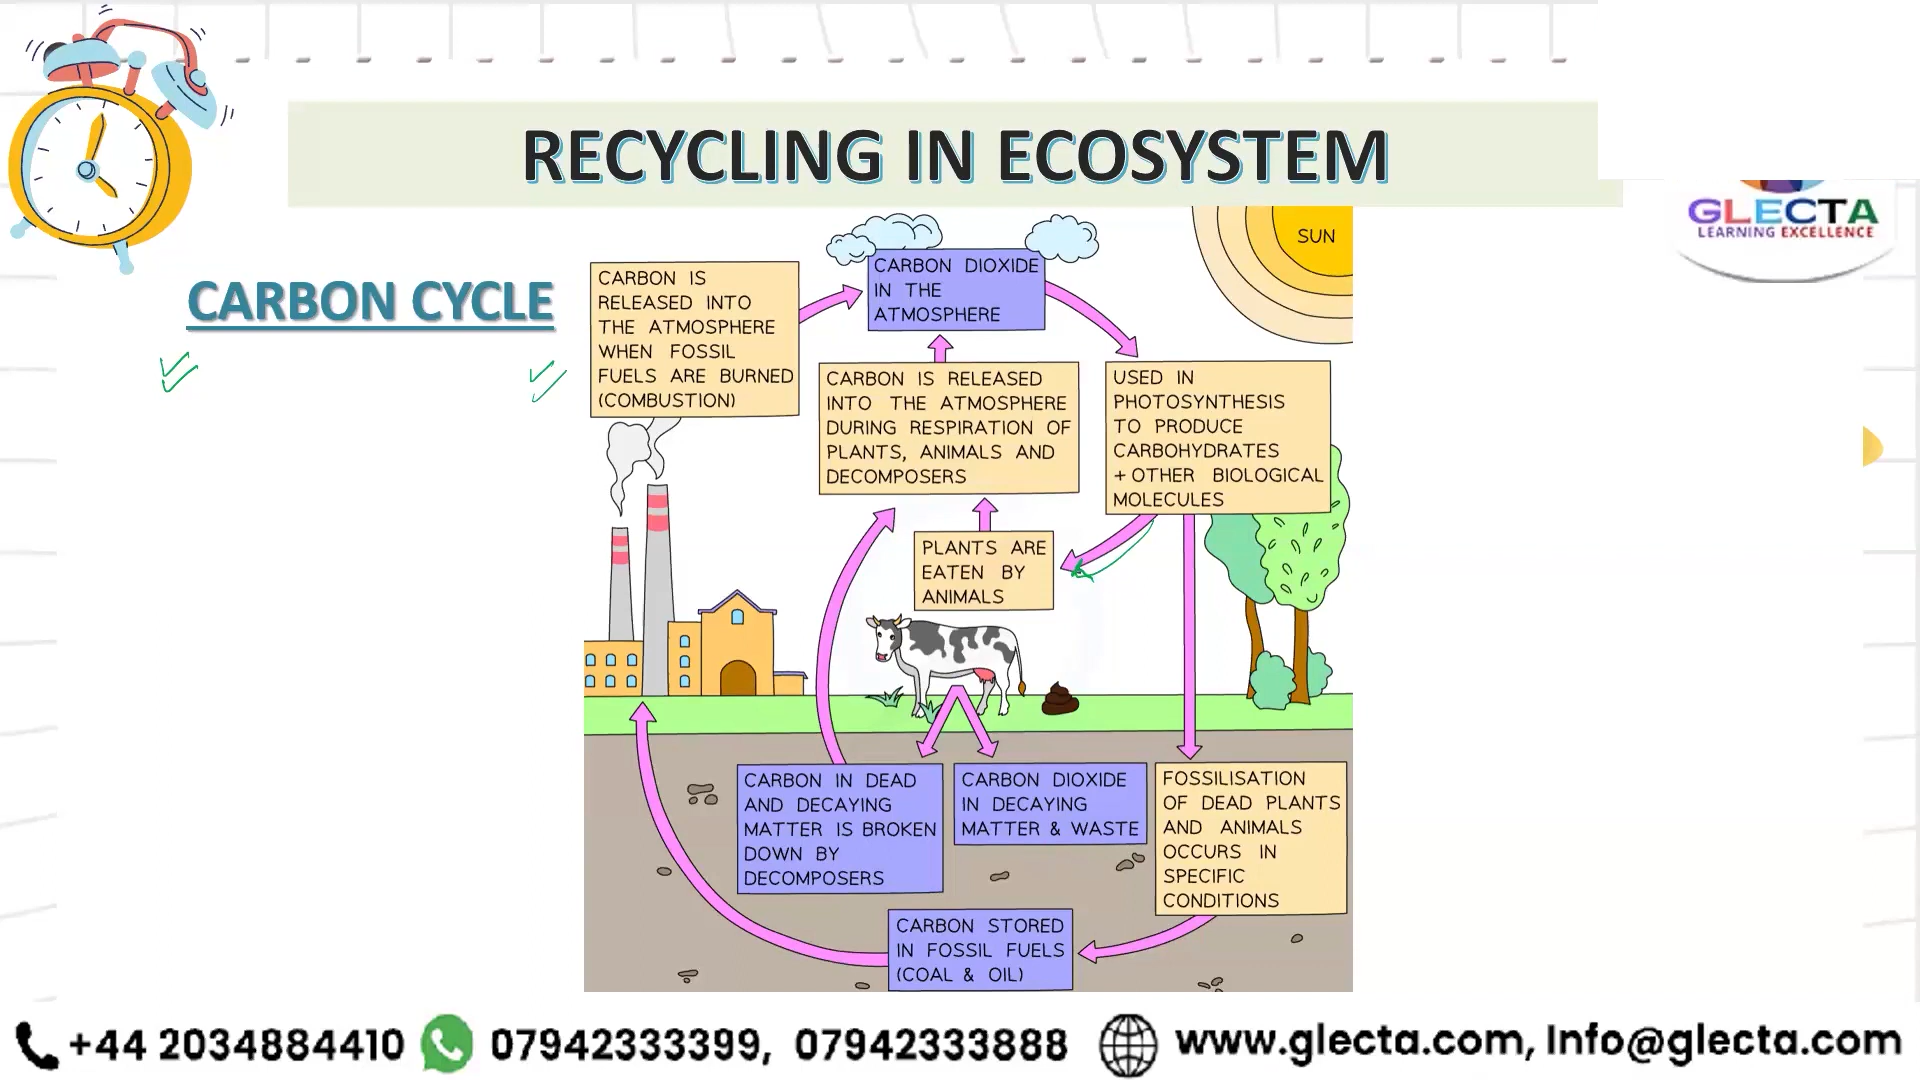 RECYCLING IN ECOSYSTEM
GLECTA
LEARNING EXCELLENCE
CARBON CYCLE
SUN
CARBON IS
RELEASED INTO
THE ATMOSPHERE
WHEN FOSSIL
FUELS ARE BURNED
(COMBUSTION)
CARBON DIOXIDE
IN THE
ATMOSPHERE
CARBON IS RELEASED
INTO THE ATMOSPHERE
DURING RESPIRATION OF
PLANTS, ANIMALS AND
DECOMPOSERS
USED IN
PHOTOSYNTHESIS
TO PRODUCE
CARBOHYDRATES
+ OTHER BIOLOGICAL
MOLECULES
PLANTS ARE
EATEN BY
ANIMALS
CARBON IN DEAD
AND DECAYING
MATTER IS BROKEN
DOWN BY
DECOMPOSERS
CARBON DIOXIDE
IN DECAYING
MATTER & WASTE
FOSSILISATION
OF DEAD PLANTS
AND ANIMALS
OCCURS IN
SPECIFIC
CONDITIONS
CARBON STORED
IN FOSSIL FUELS
(COAL & OIL)
+44 2034884410 07942333399, 07942333888 www.glecta.com, Info@glecta.com